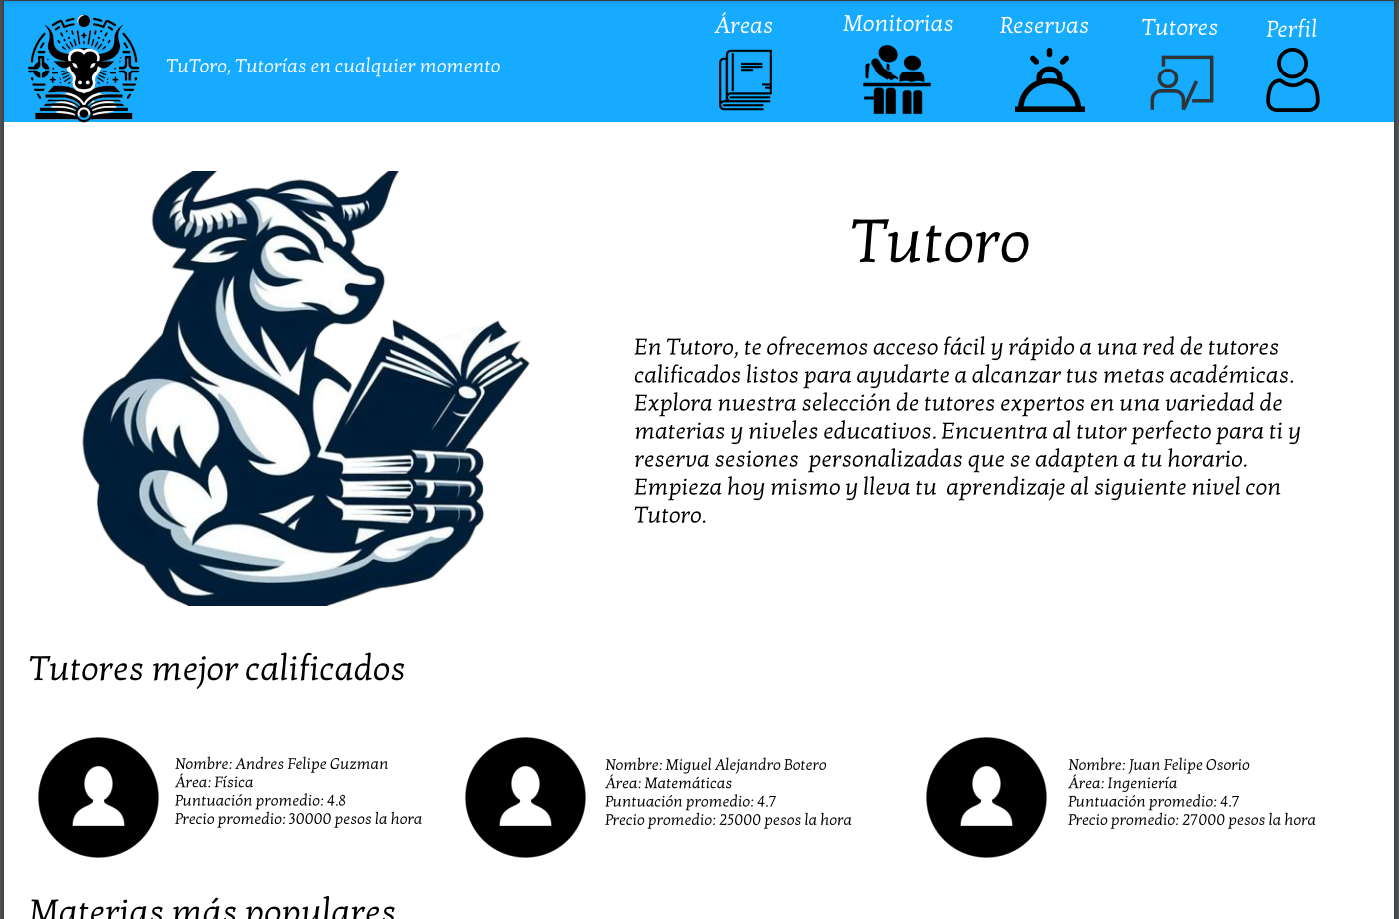 TuToro, Tutorías en cualquier momento
Áreas
Monitorias
Reservas
Tutores
Perfil
Tutoro
En Tutoro, te ofrecemos acceso fácil y rápido a una red de tutores
calificados listos para ayudarte a alcanzar tus metas académicas.
Explora nuestra selección de tutores expertos en una variedad de
materias y niveles educativos. Encuentra al tutor perfecto para ti y
reserva sesiones  personalizadas que se adapten a tu horario.
Empieza hoy mismo y lleva tu  aprendizaje al siguiente nivel con
Tutoro.
Tutores mejor calificados
Nombre: Andres Felipe Guzman
Área: Física
Puntuación promedio: 4.8
Precio promedio: 30000 pesos la hora
Nombre: Miguel Alejandro Botero
Área: Matemáticas
Puntuación promedio: 4.7
Precio promedio: 25000 pesos la hora
Nombre: Juan Felipe Osorio
Área: Ingeniería
Puntuación promedio: 4.7
Precio promedio: 27000 pesos la hora
Materias más populares